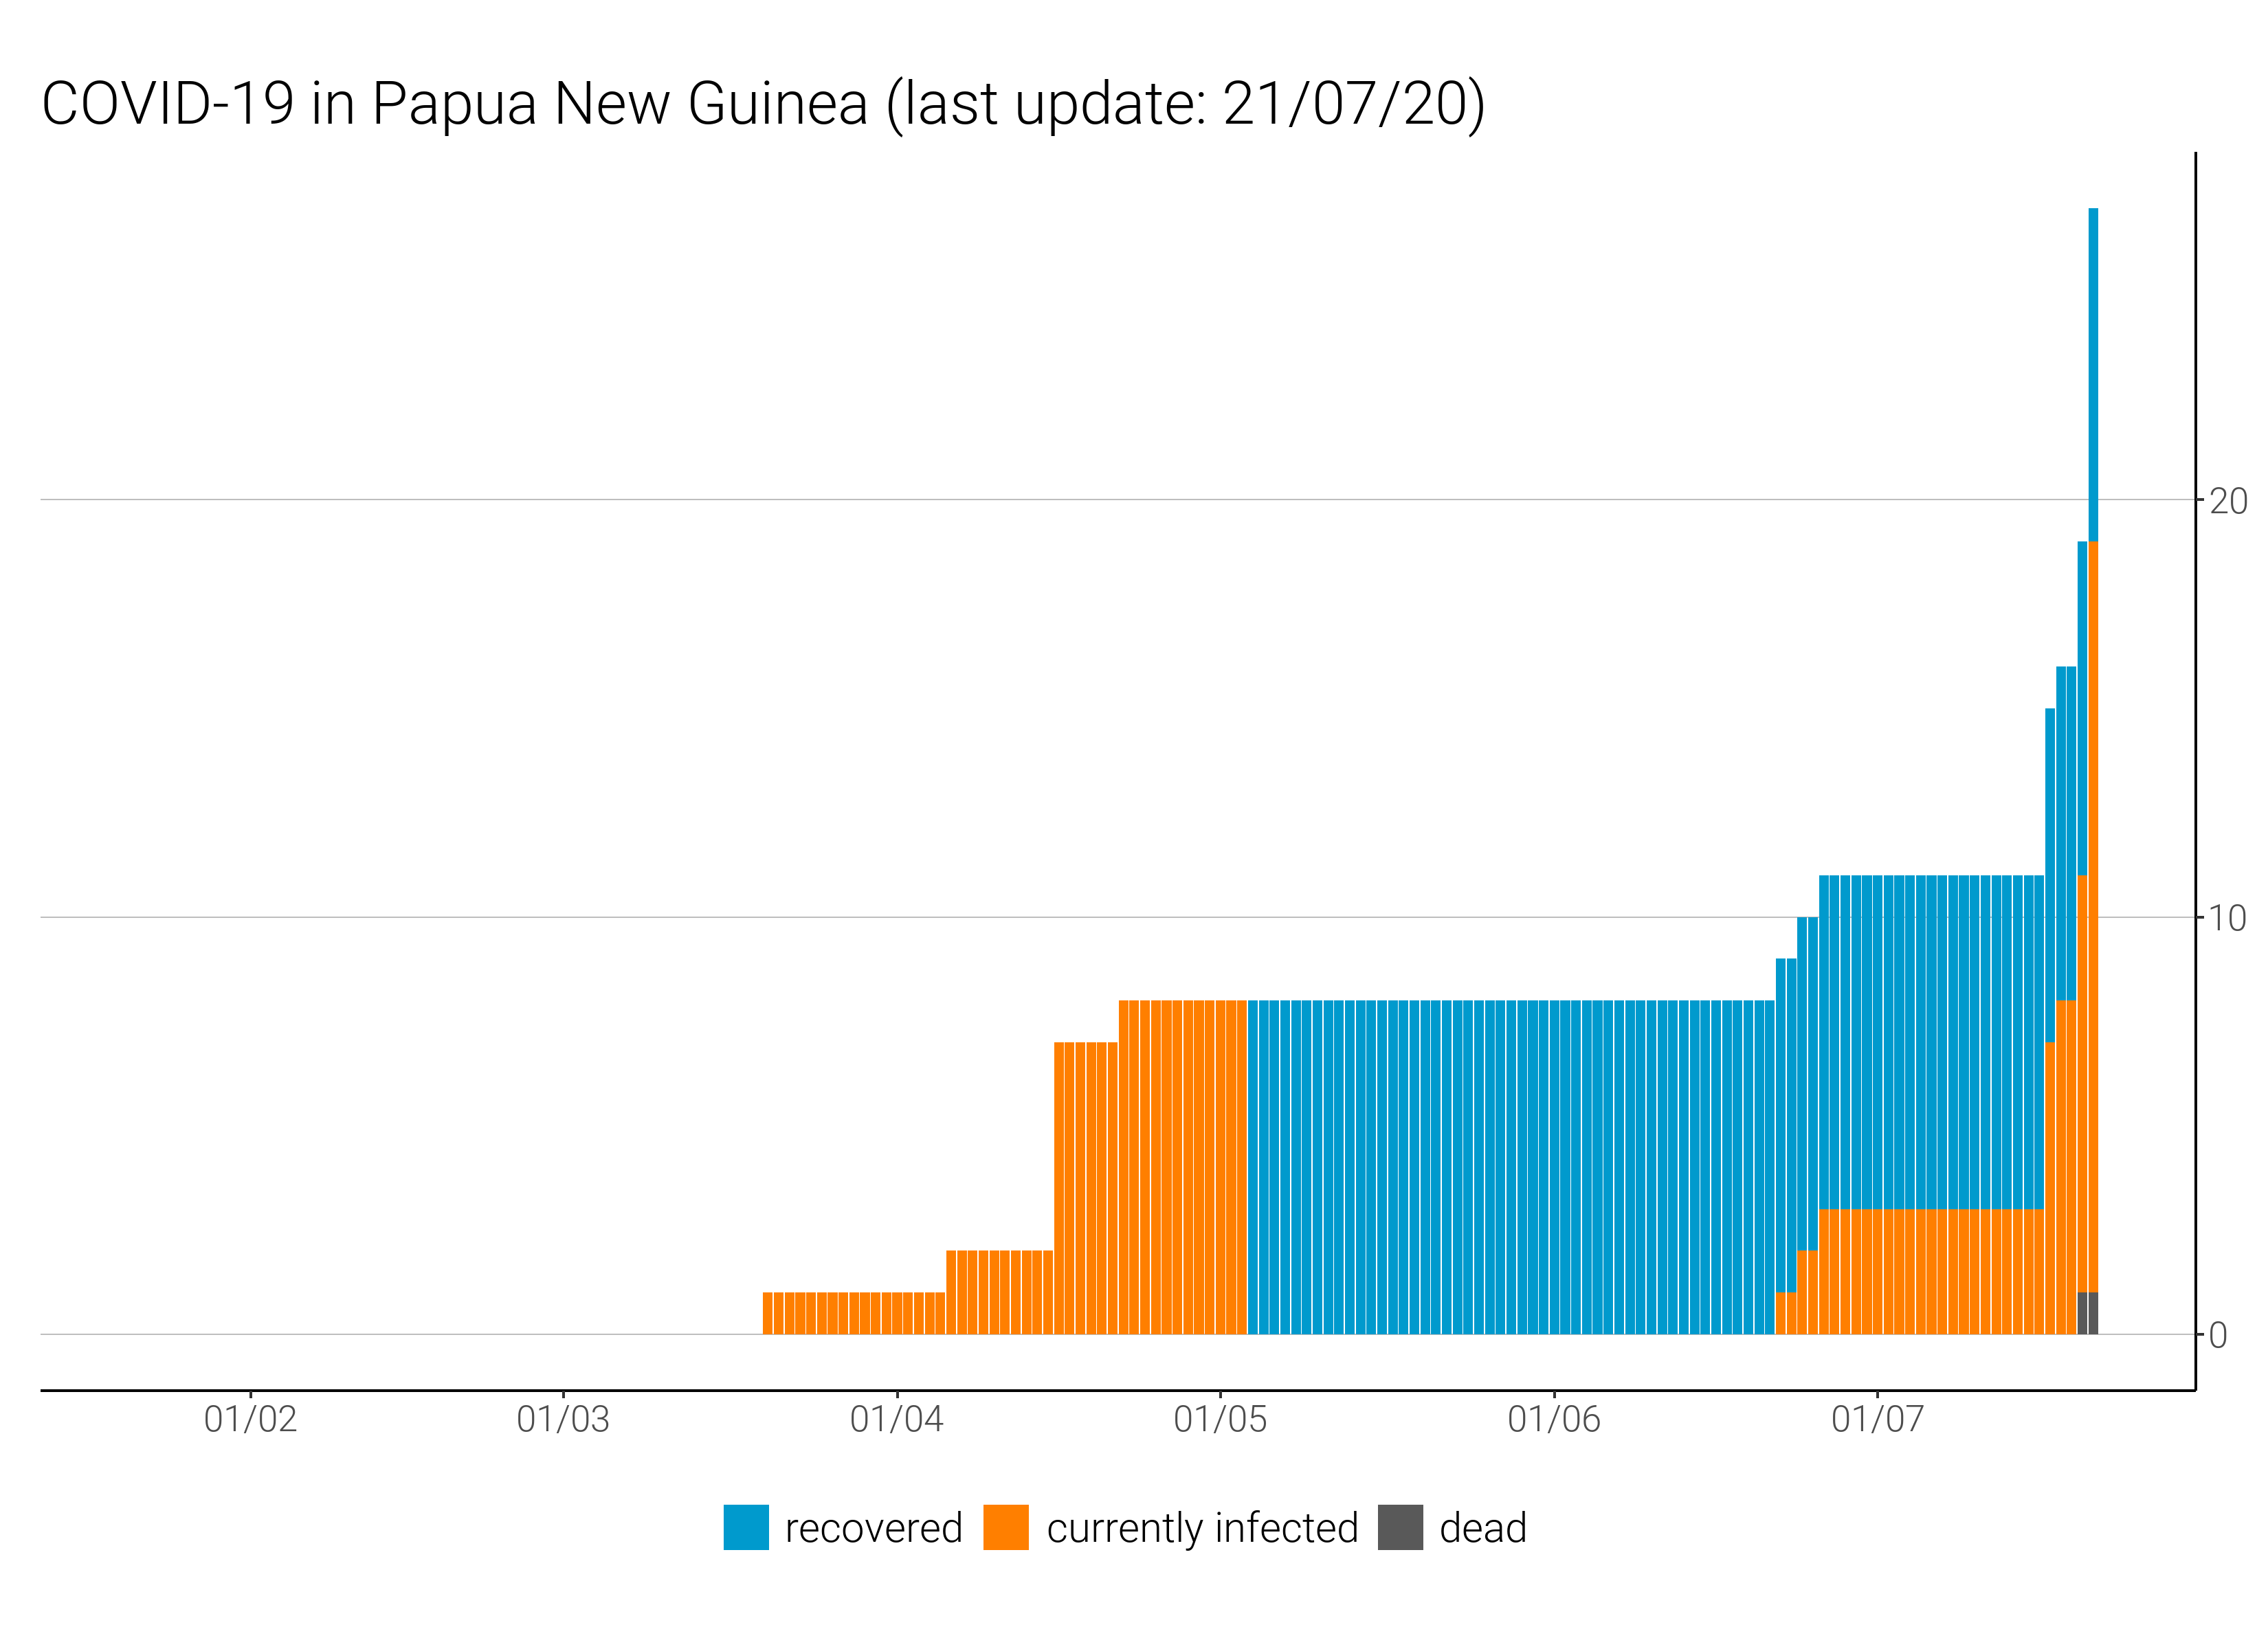 COVID-19 in Papua New Guinea (last update: 21/07/20)
20
10
0
01/02 01/03 01/04 01/05 01/06 01/07
recovered currently infected dead